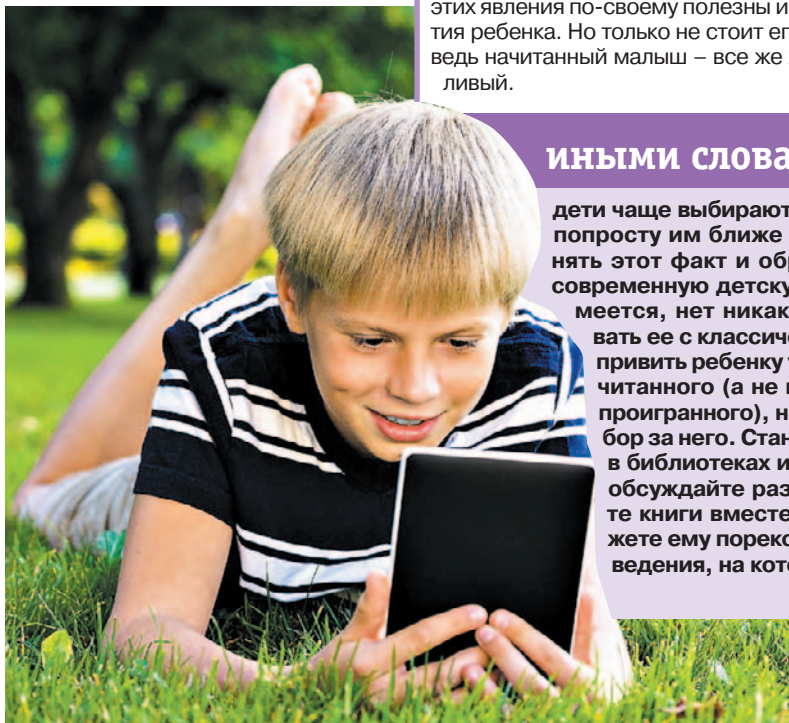 этих явления по-своему полезны и
тия ребенка. Но только не стоит ег
ведь начитанный малыш – все же
ливый.
иными слова
дети чаще выбирают
попросту им ближе
нять этот факт и обр
современную детску
меется, нет никак
вать ее с классиче
привить ребенку
читанного (а не
проигранного), н
бор за него. Стан
в библиотеках и
обсуждайте раз
те книги вместе
жете ему пореко
ведения, на кото